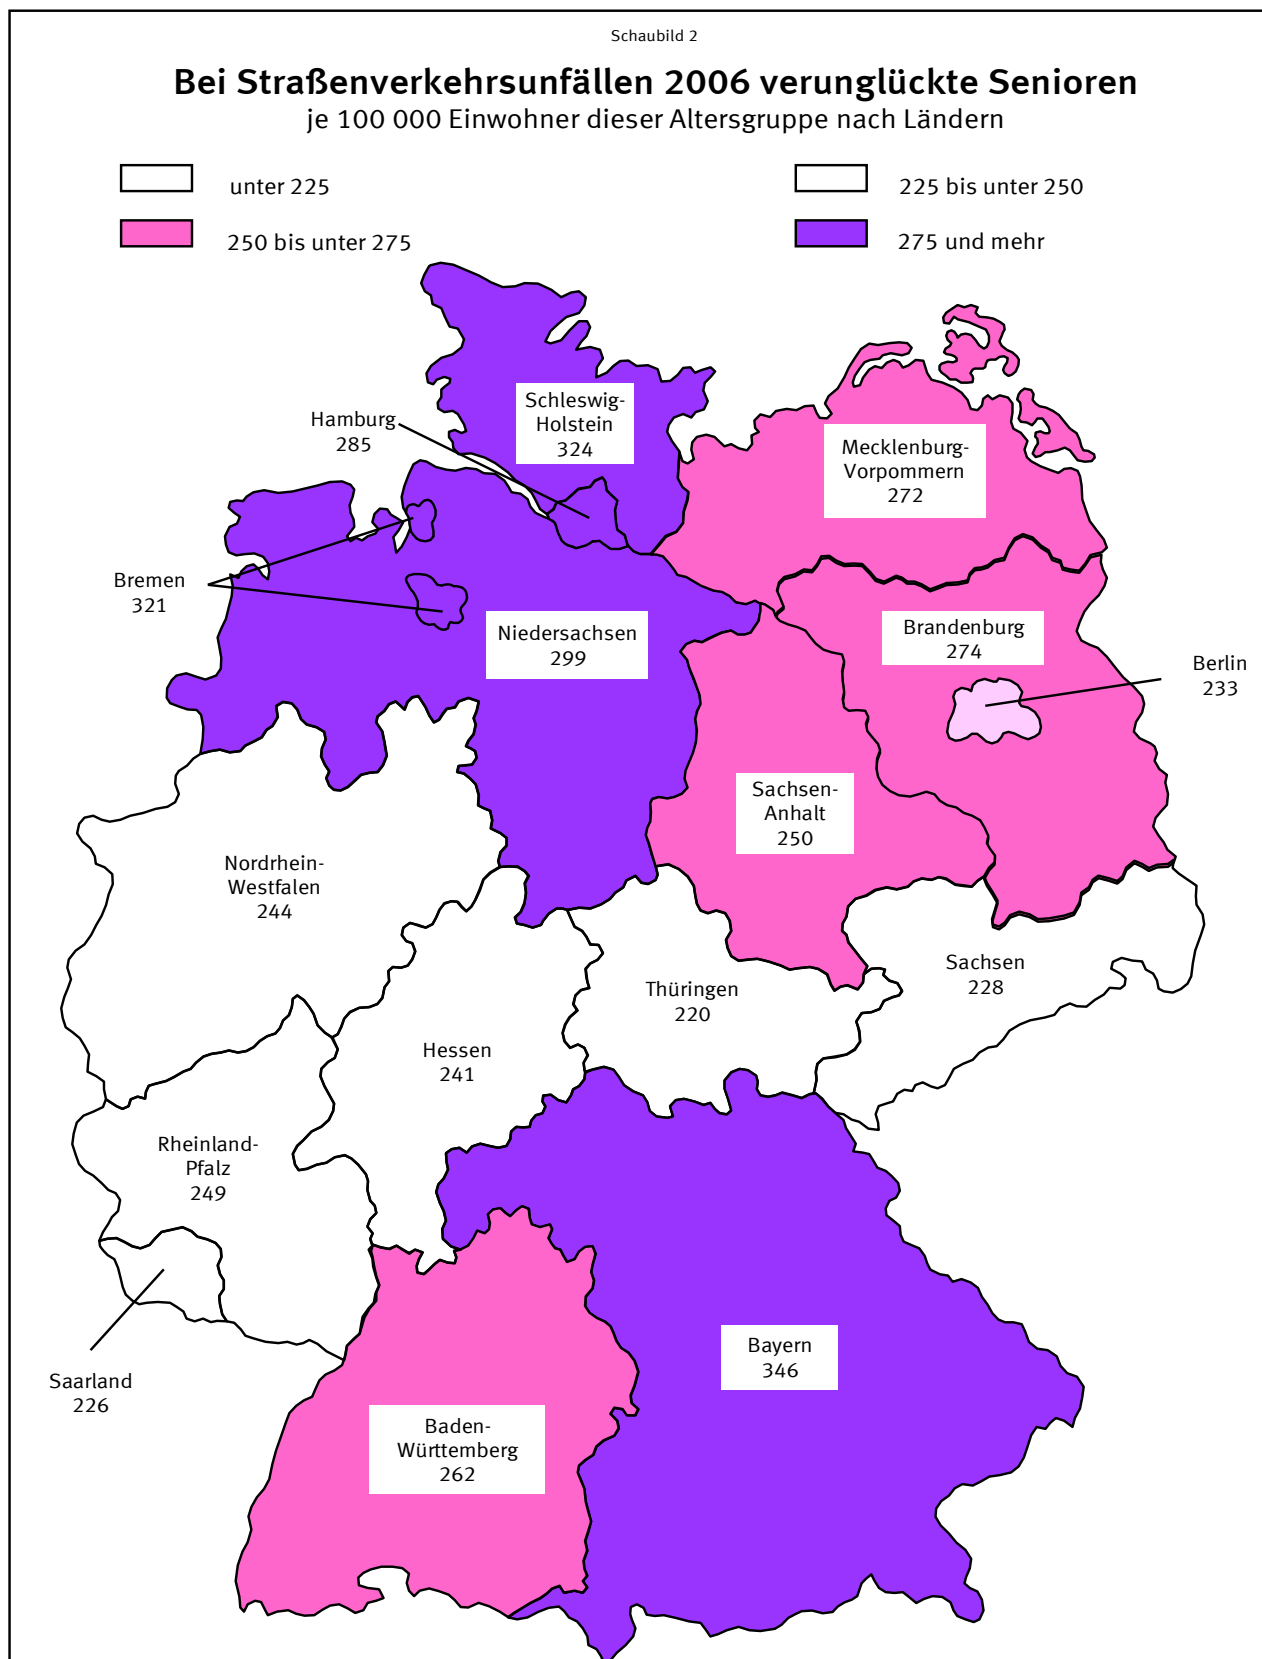 Schaubild 2
Bei Straßenverkehrsunfällen 2006 verunglückte Senioren
je 100 000 Einwohner dieser Altersgruppe nach Ländern
unter 225
225 bis unter 250
250 bis unter 275
275 und mehr
Schleswig-
Holstein
324
Hamburg
285
Mecklenburg-
Vorpommern
272
Bremen
321
Niedersachsen
299
Brandenburg
274
Berlin
233
Sachsen-
Anhalt
250
Nordrhein-
Westfalen
244
Sachsen
228
Thüringen
220
Hessen
241
Rheinland-
Pfalz
249
Saarland
226
Bayern
346
Baden-
Württemberg
262